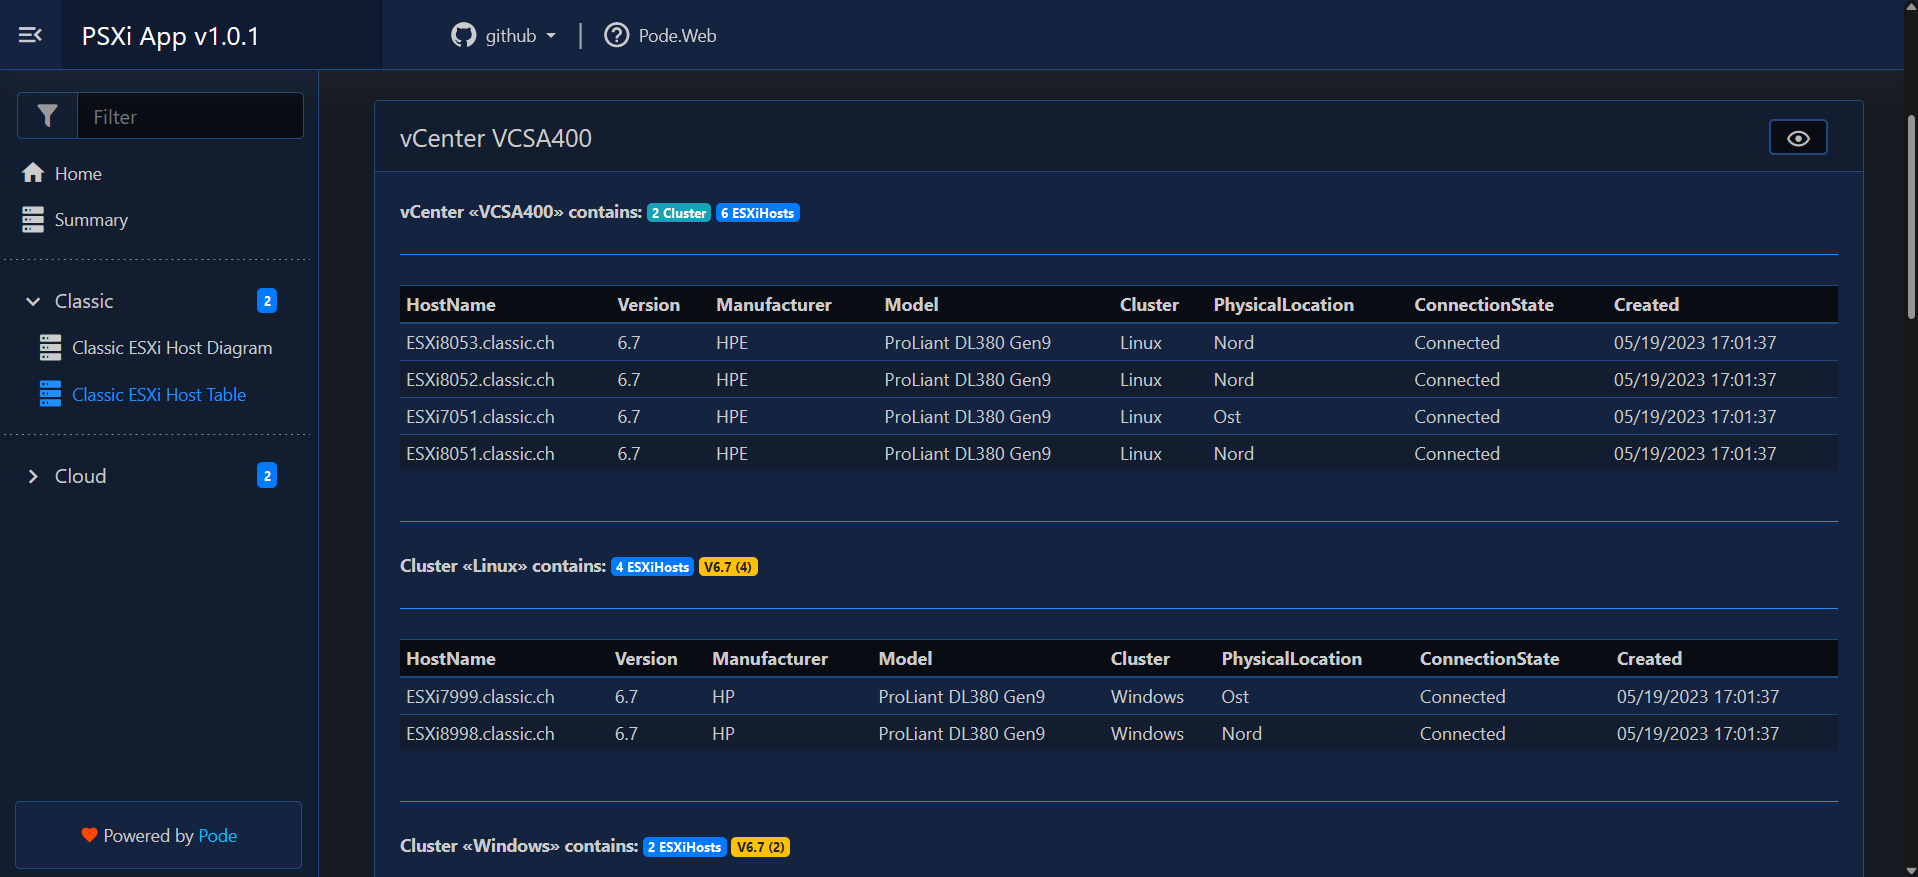 PSXi App v1.0.1
github
Pode.Web
Filter
Home
Summary
Classic 2
Classic ESXi Host Diagram
Classic ESXi Host Table
Cloud 2
Powered by Pode
vCenter VCSA400
vCenter «VCSA400» contains: 2 Cluster 6 ESXiHosts
HostName Version Manufacturer Model Cluster PhysicalLocation ConnectionState Created
ESXi8053.classic.ch 6.7 HPE ProLiant DL380 Gen9 Linux Nord Connected 05/19/2023 17:01:37
ESXi8052.classic.ch 6.7 HPE ProLiant DL380 Gen9 Linux Nord Connected 05/19/2023 17:01:37
ESXi7051.classic.ch 6.7 HPE ProLiant DL380 Gen9 Linux Ost Connected 05/19/2023 17:01:37
ESXi8051.classic.ch 6.7 HPE ProLiant DL380 Gen9 Linux Nord Connected 05/19/2023 17:01:37
Cluster «Linux» contains: 4 ESXiHosts V6.7 (4)
HostName Version Manufacturer Model Cluster PhysicalLocation ConnectionState Created
ESXi7999.classic.ch 6.7 HP ProLiant DL380 Gen9 Windows Ost Connected 05/19/2023 17:01:37
ESXi8998.classic.ch 6.7 HP ProLiant DL380 Gen9 Windows Nord Connected 05/19/2023 17:01:37
Cluster «Windows» contains: 2 ESXiHosts V6.7 (2)